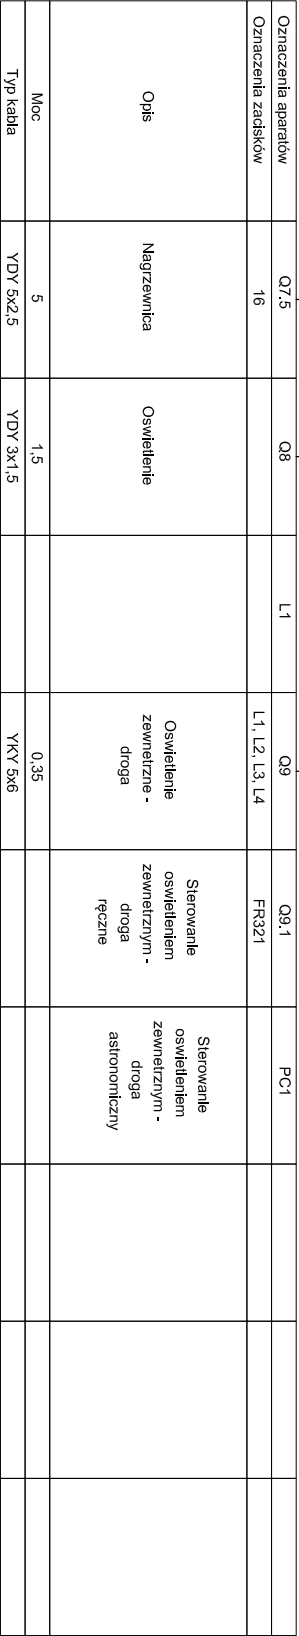 Oznaczenia aparatów
Q7.5
Q8
L1
Q9
Q9.1
PC1
Oznaczenia zacisków
16
L1, L2, L3, L4
FR321
Opis
Nagrzewnica
Oswietlenie
Oswietlenie
zewnetrzne -
droga
Sterowanie
oswietleniem
zewnetrznym -
droga
ręczne
Sterowanie
oswietleniem
zewnetrznym -
droga
astronomiczny
Moc
5
1,5
0,35
Typ kabla
YDY 5x2,5
YDY 3x1,5
YKY 5x6